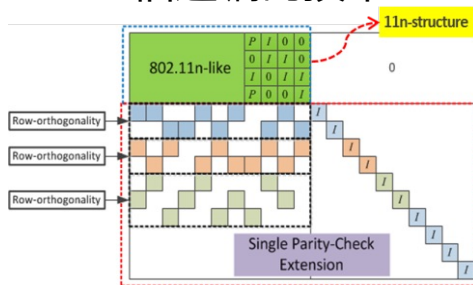 11n-structure
P I 0 0
802.11n-like
0 I I 0
0
I 0 I I
P 0 0 I
Row-orthogonality
I
I
Row-orthogonality
I
I
Row-orthogonality
I
I
I
Single Parity-Check
Extension
I
I
I